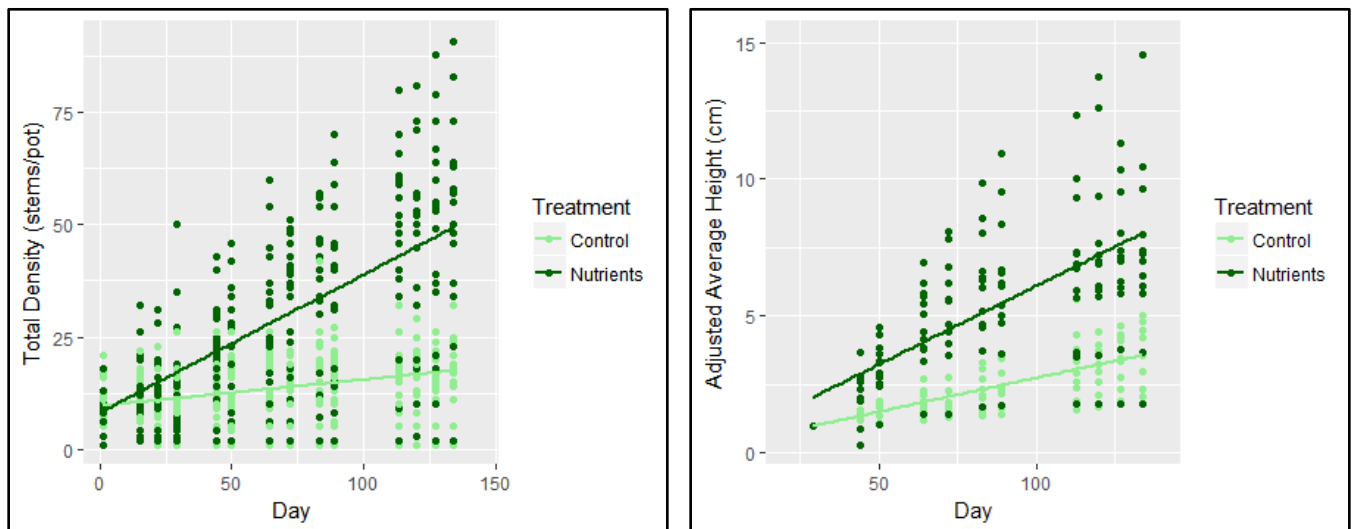 Total Density (stems/pot)
75
50
25
0
0
50
100
150
Day
Treatment
Control
Nutrients
Adjusted Average Height (cm)
15
10
5
0
50
100
Day
Treatment
Control
Nutrients